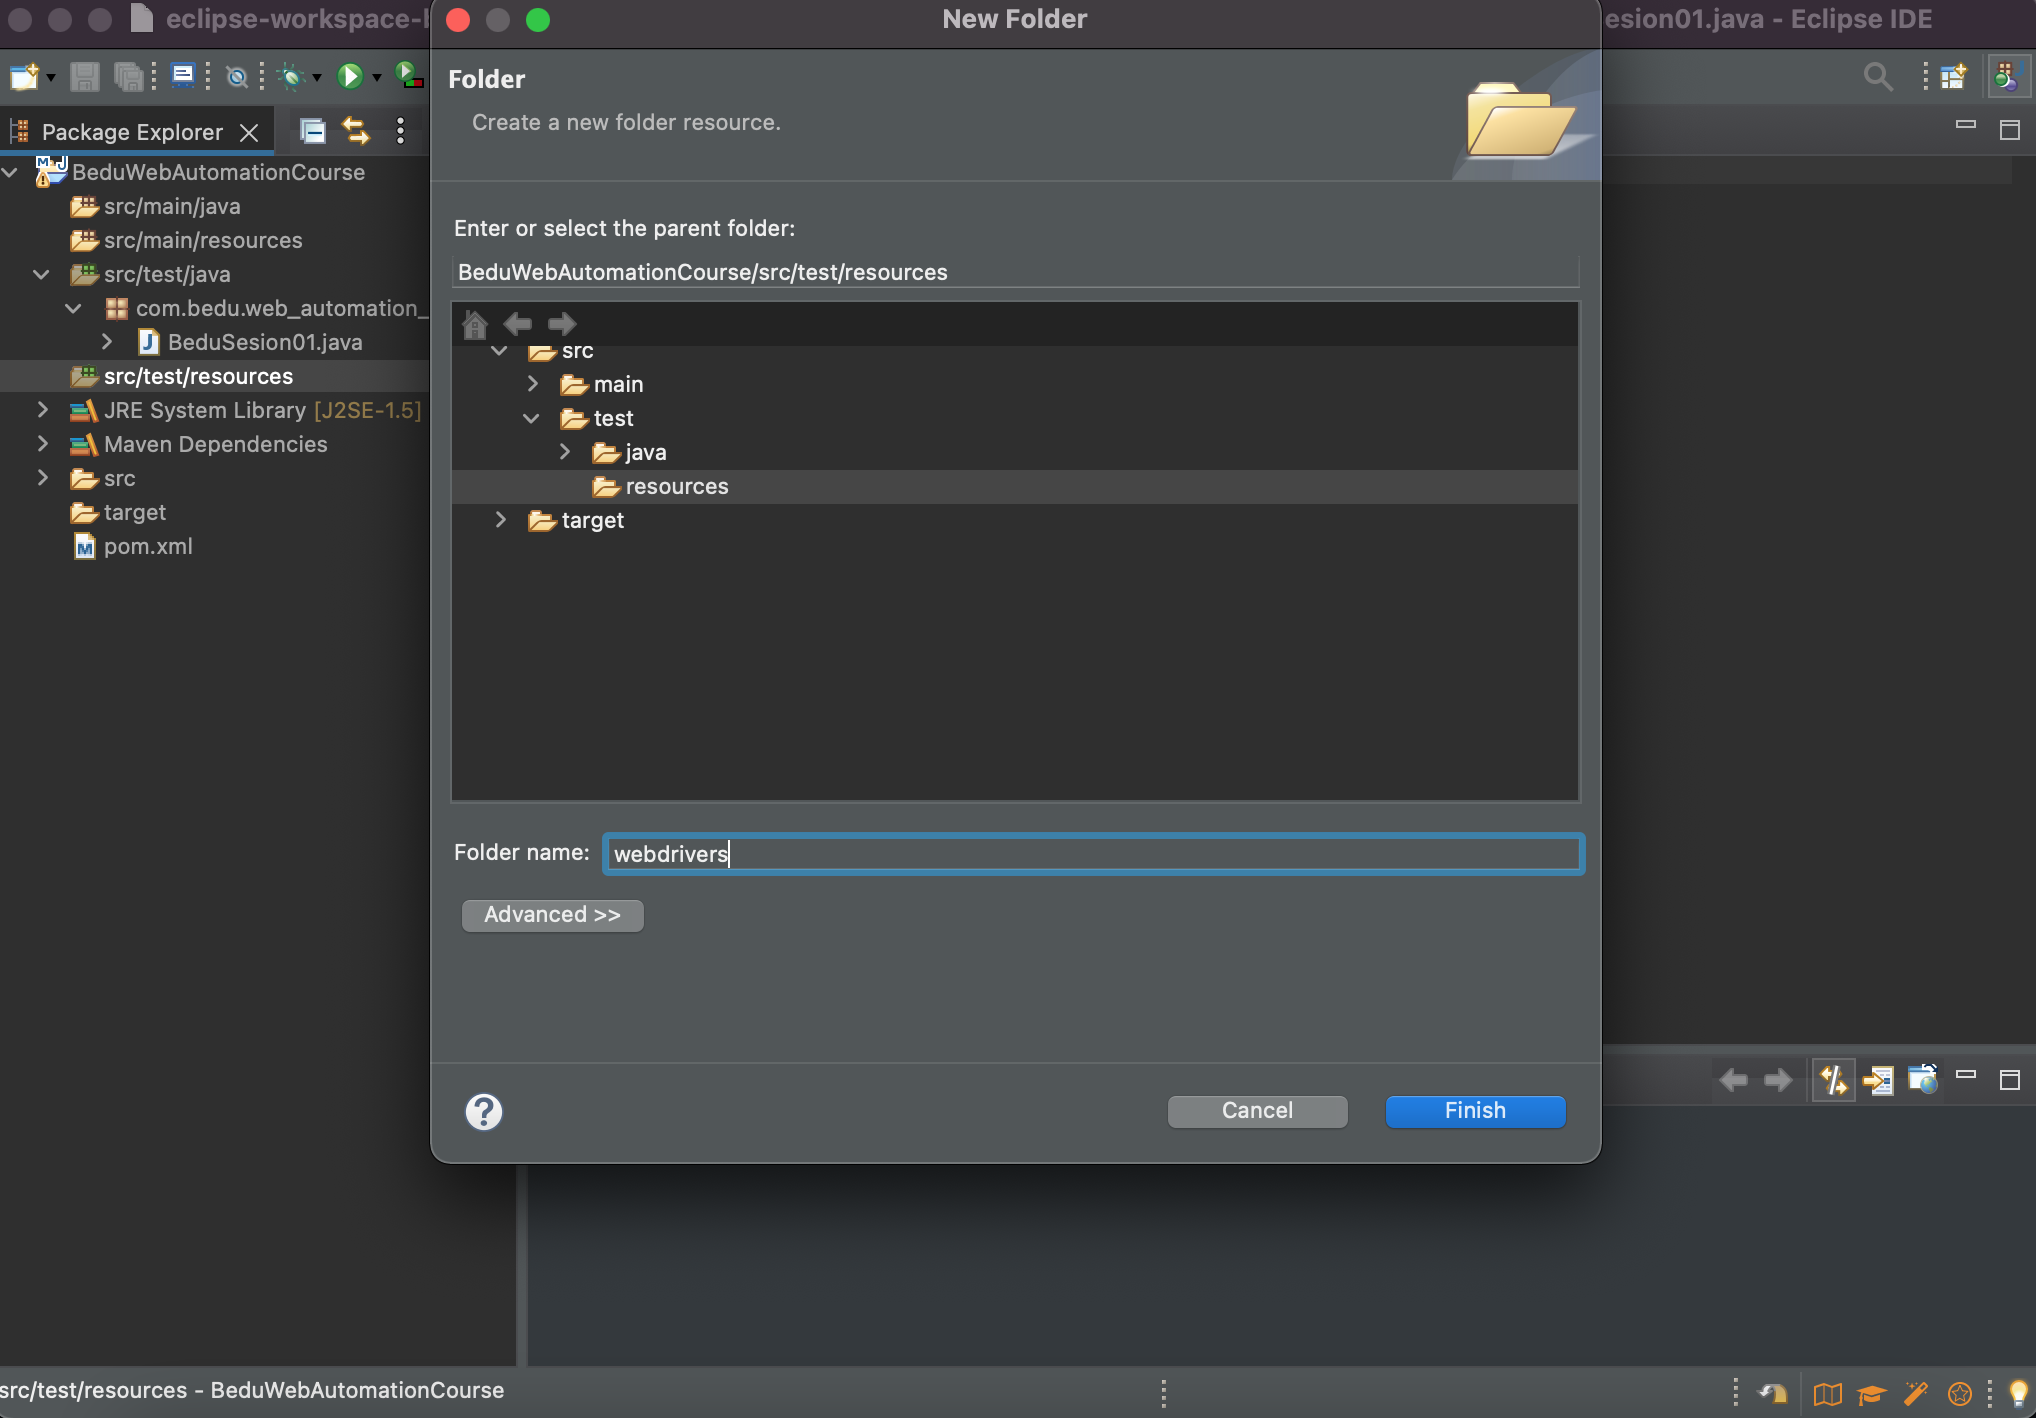 eclipse-workspace-
New Folder
esion01.java - Eclipse IDE
Folder
Create a new folder resource.
Package Explorer
BeduWebAutomationCourse
src/main/java
src/main/resources
src/test/java
com.bedu.web_automation_
BeduSesion01.java
src/test/resources
JRE System Library [J2SE-1.5]
Maven Dependencies
src
target
pom.xml
Enter or select the parent folder:
BeduWebAutomationCourse/src/test/resources
src
main
test
java
resources
target
Folder name: webdrivers
Advanced >>
?
Cancel
Finish
src/test/resources - BeduWebAutomationCourse